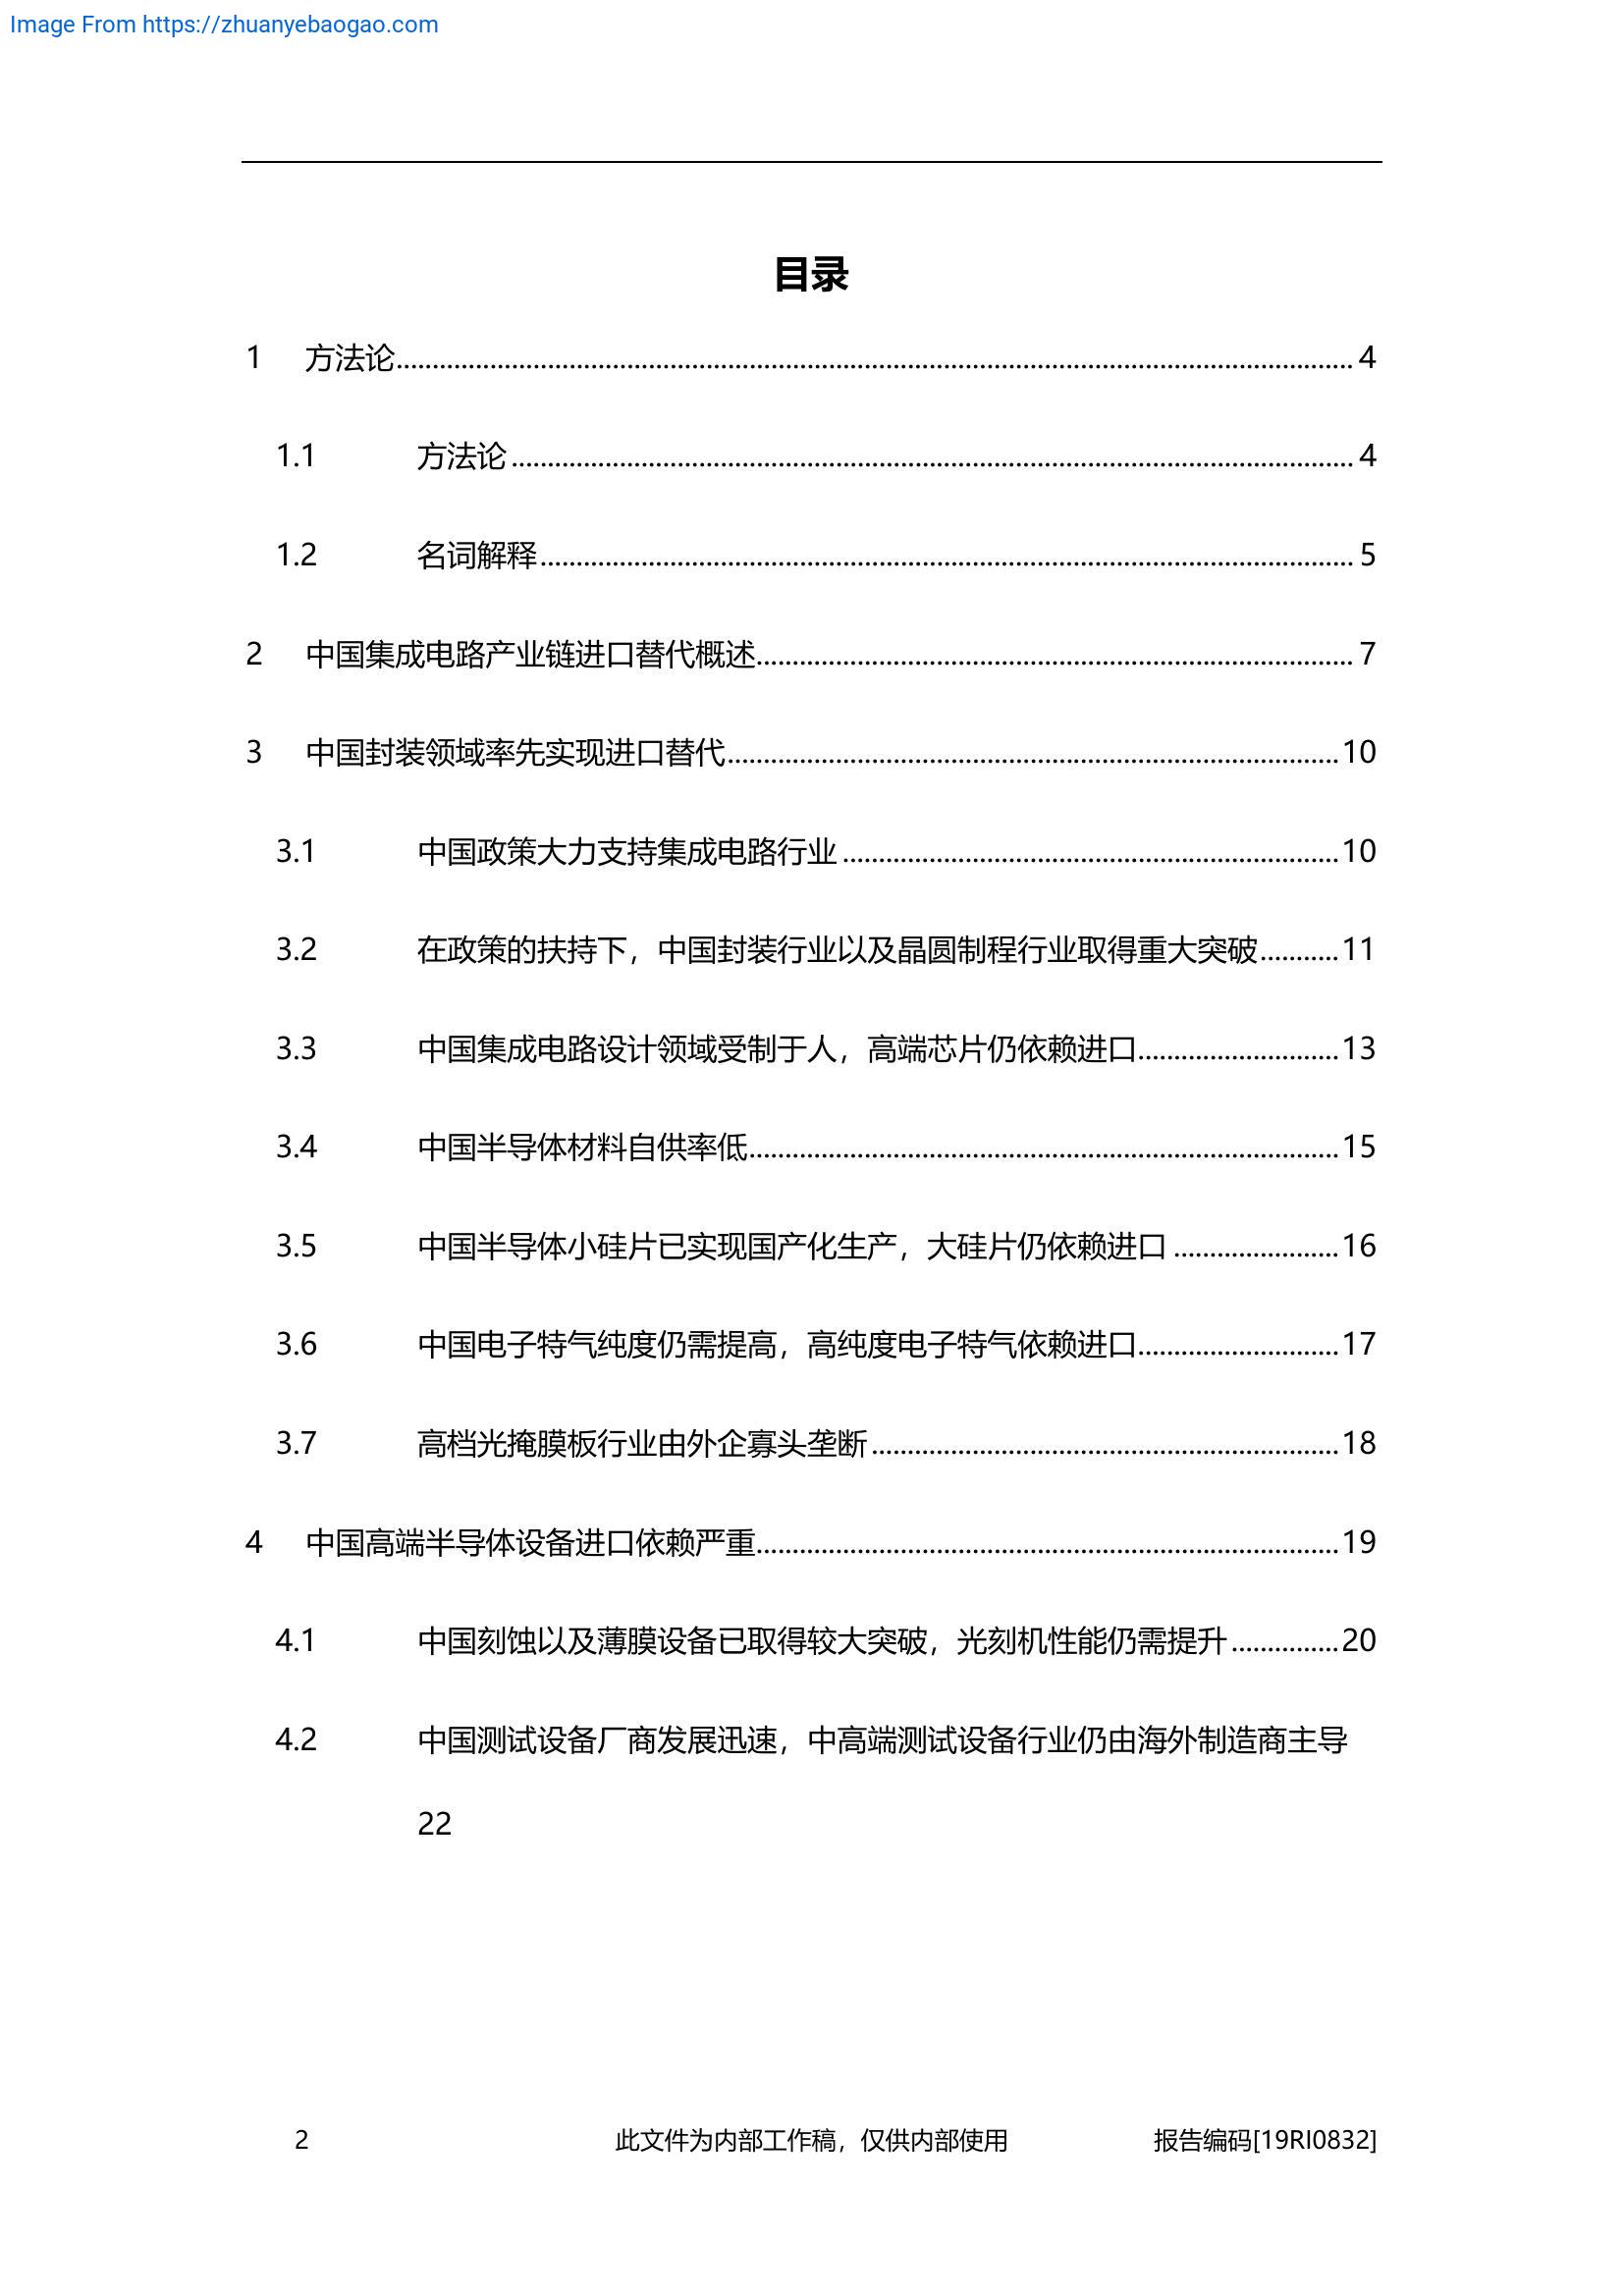 Image From https://zhuanyebaogao.com
目录
1 方法论 4
1.1 方法论 4
1.2 名词解释 5
2 中国集成电路产业链进口替代概述 7
3 中国封装领域率先实现进口替代 10
3.1 中国政策大力支持集成电路行业 10
3.2 在政策的扶持下，中国封装行业以及晶圆制程行业取得重大突破 11
3.3 中国集成电路设计领域受制于人，高端芯片仍依赖进口 13
3.4 中国半导体材料自供率低 15
3.5 中国半导体小硅片已实现国产化生产，大硅片仍依赖进口 16
3.6 中国电子特气纯度仍需提高，高纯度电子特气依赖进口 17
3.7 高档光掩膜板行业由外企寡头垄断 18
4 中国高端半导体设备进口依赖严重 19
4.1 中国刻蚀以及薄膜设备已取得较大突破，光刻机性能仍需提升 20
4.2 中国测试设备厂商发展迅速，中高端测试设备行业仍由海外制造商主导
22
2 此文件为内部工作稿，仅供内部使用 报告编码[19RI0832]